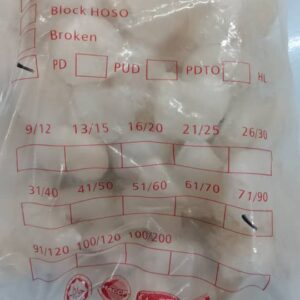 Block HOSO
Broken
PD PUD PDTO HL
9/12 13/15 16/20 21/25 26/30
31/40 41/50 51/60 61/70 71/90
91/120 100/120 100/200